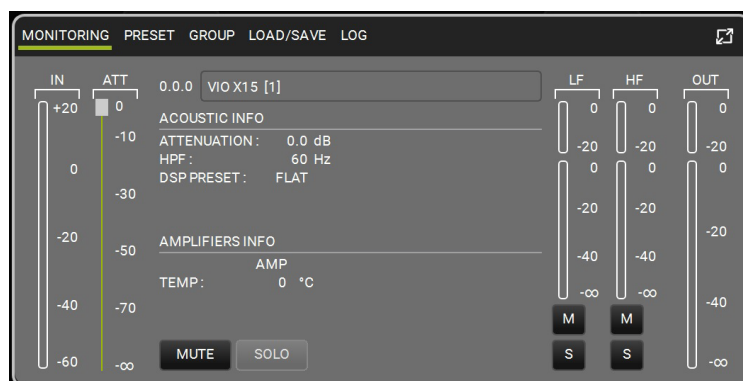 MONITORING PRESET GROUP LOAD/SAVE LOG
IN ATT 0.0.0 VIO X15 [1] LF HF OUT
+20 0 0 0 0
ACOUSTIC INFO
-10 ATTENUATION : 0.0 dB -20 -20 -20
HPF : 60 Hz
0 0 0 0
DSP PRESET : FLAT
-30
-20 -20
-20 -20
AMPLIFIERS INFO
-50 -40 -40
AMP
TEMP : 0 °C
-∞ -∞
-40 -70 -40
M M
MUTE SOLO S S
-60 -∞ -∞